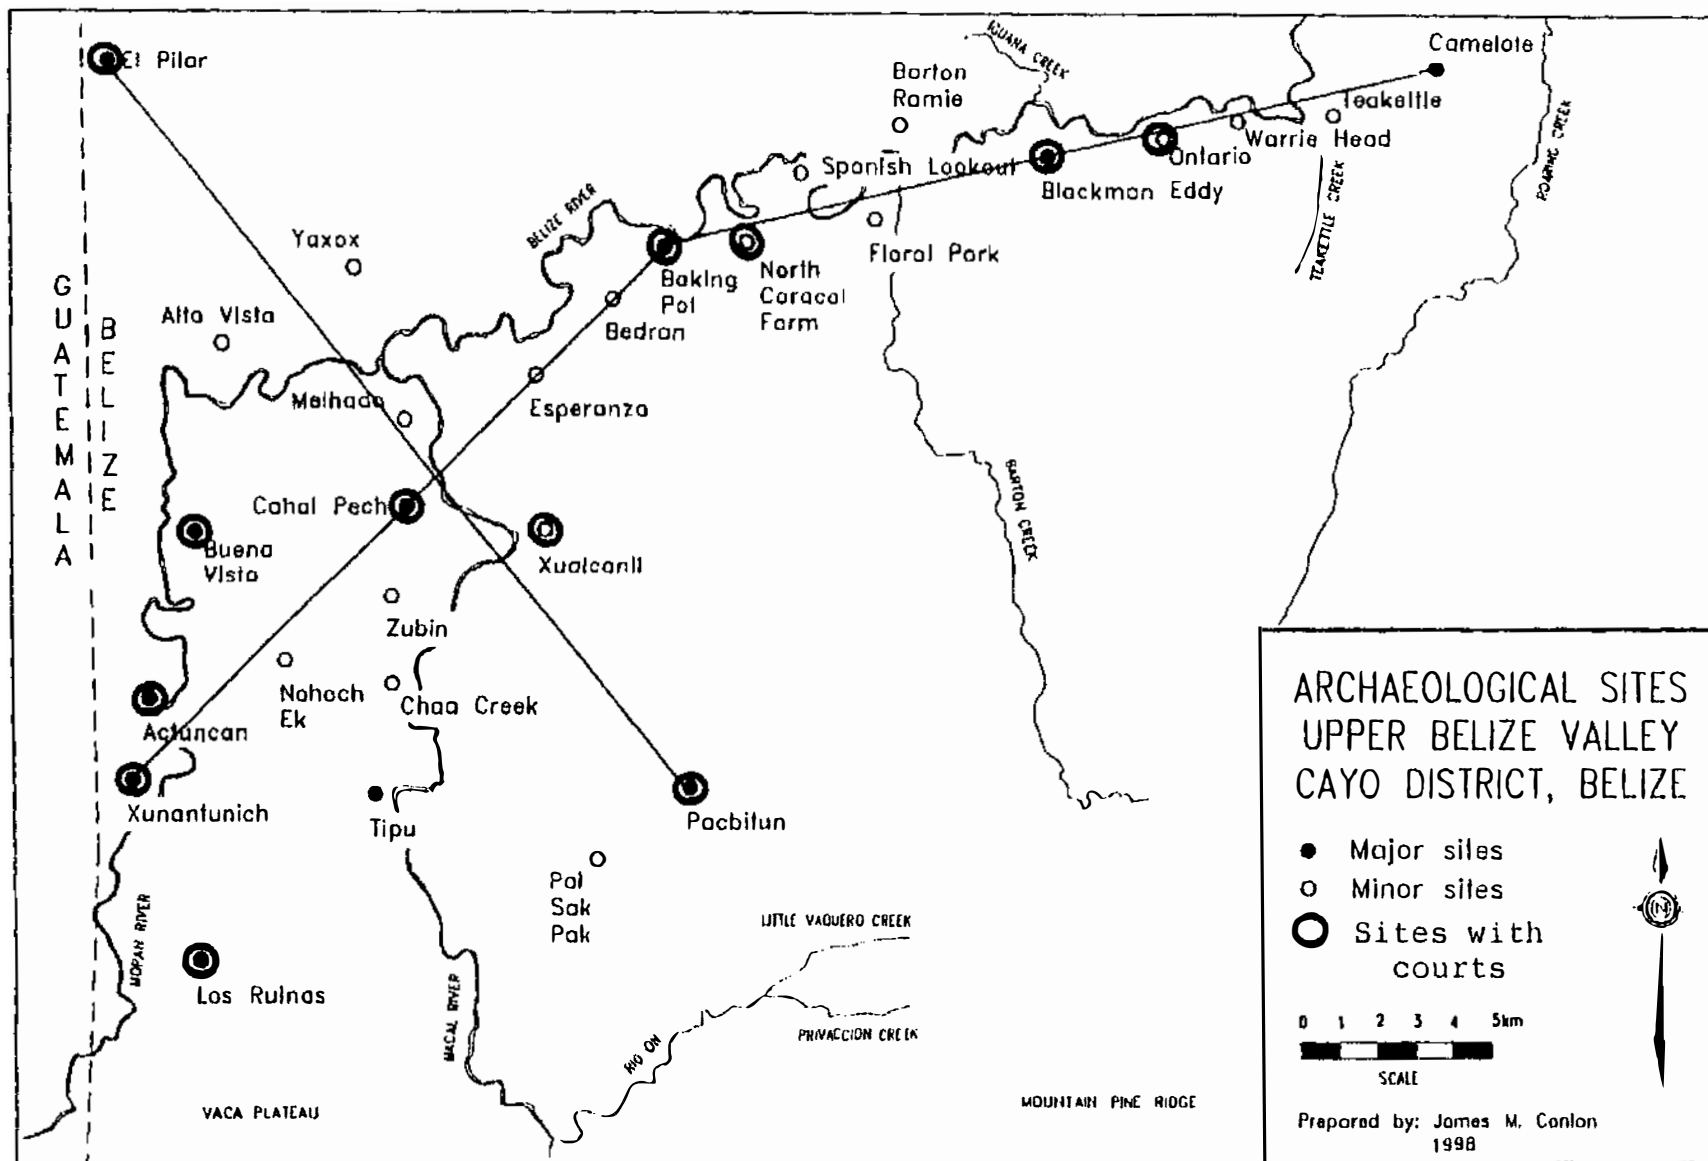 El Pilar
IGUANA CREEK
Camelote
Barton
Ramie
Teakettle
Warrie Head
Ontario
Spanish Lookout
Blackman Eddy
ROARING CREEK
TEAKETTLE CREEK
Yaxox
BELIZE RIVER
Floral Park
Baking
Pot
North
Caracal
Farm
Bedran
GUATEMALA
BELIZE
Alta Vista
Melhado
Esperanza
Cahal Pech
BARTON CREEK
Buena
Vista
Xualcanil
Zubin
Nohoch
Ek
Chaa Creek
Actuncan
Xunantunich
Tipu
Pacbitun
Pal
Sak
Pak
MOPAN RIVER
Los Ruinas
MACAL RIVER
LITTLE VAQUERO CREEK
PRIVACCION CREEK
RIO ON
VACA PLATEAU
MOUNTAIN PINE RIDGE
ARCHAEOLOGICAL SITES
UPPER BELIZE VALLEY
CAYO DISTRICT, BELIZE
Major sites
Minor sites
Sites with
courts
N
0 1 2 3 4 5km
SCALE
Prepared by: James M. Conlon
1998